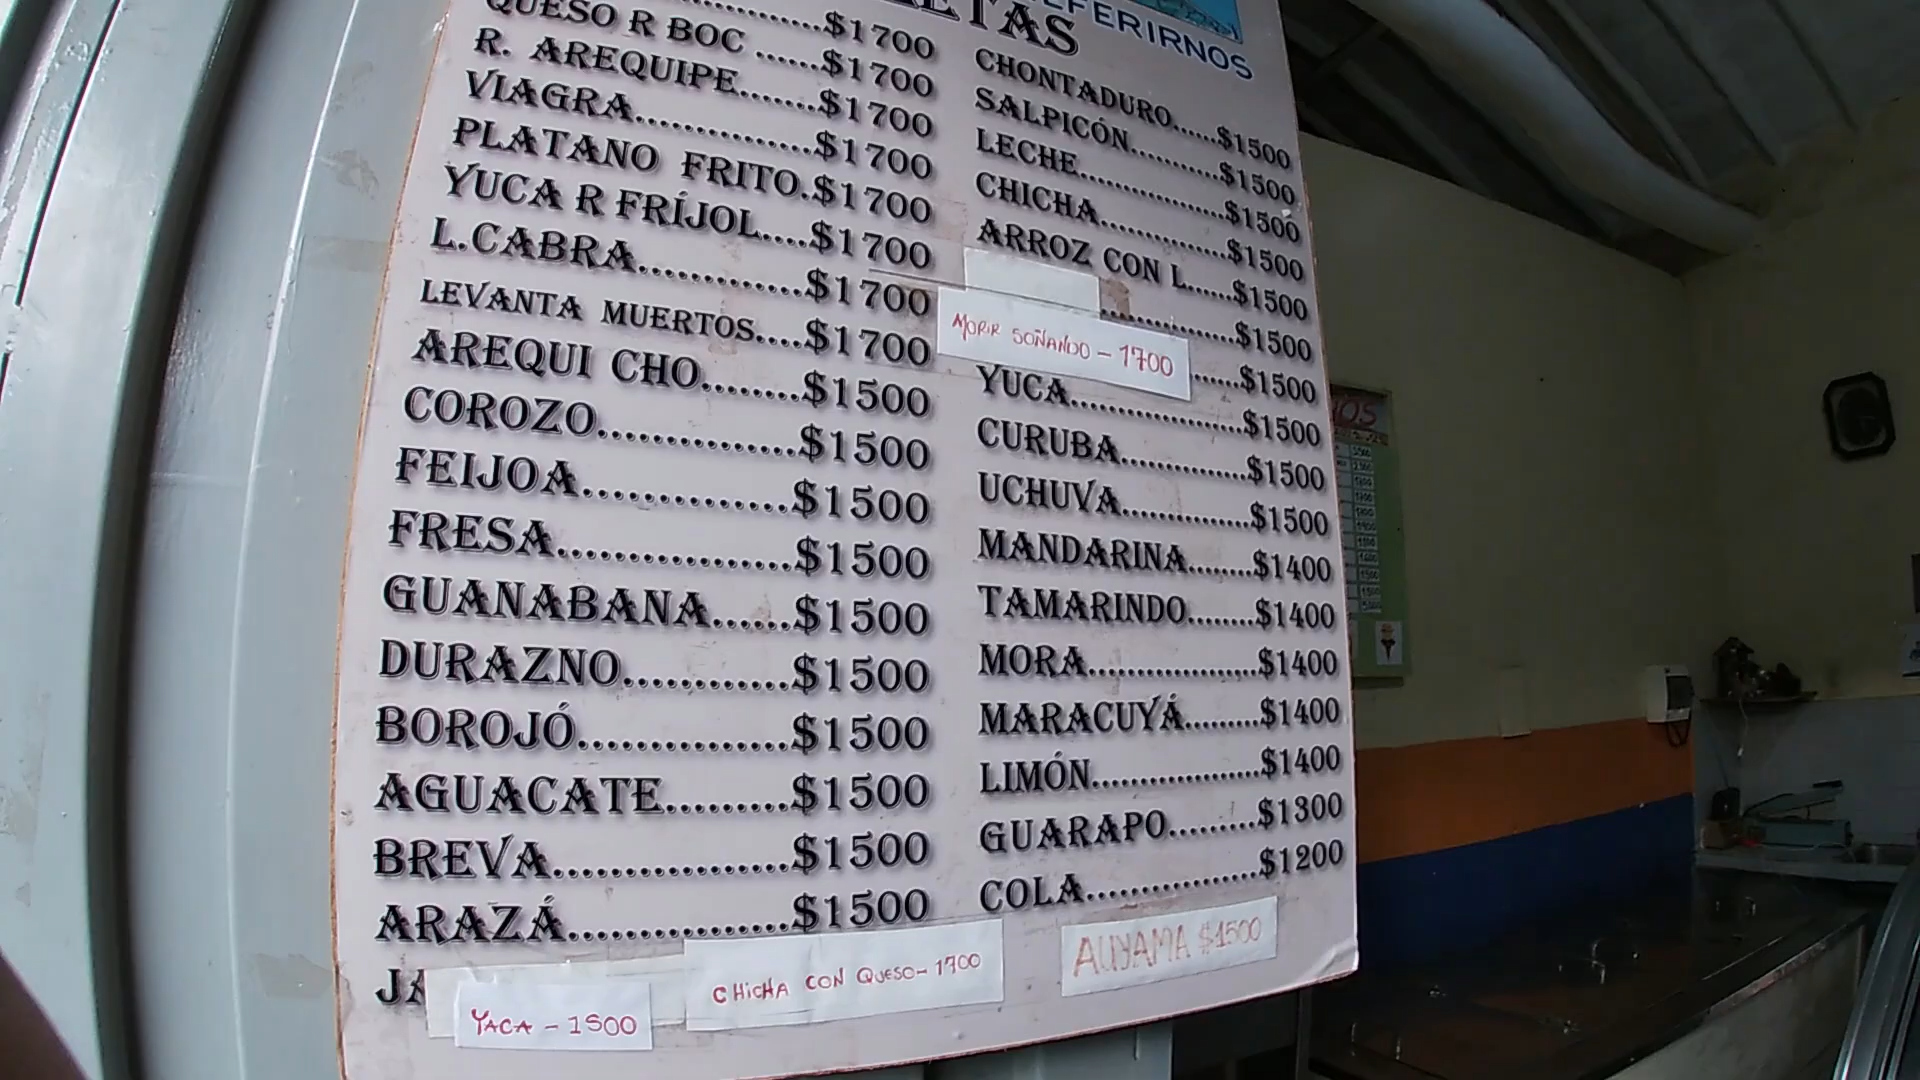 EFERIRNOS
ETAS
$1700
QUESO R BOC ......$1700
R. AREQUIPE.......$1700
VIAGRA...............$1700
PLATANO FRITO.$1700
YUCA R FRÍJOL....$1700
L.CABRA.............$1700
LEVANTA MUERTOS....$1700
AREQUI CHO.......$1500
COROZO..............$1500
FEIJOA..............$1500
FRESA................$1500
GUANABANA......$1500
DURAZNO............$1500
BOROJÓ...............$1500
AGUACATE.........$1500
BREVA.................$1500
ARAZÁ................$1500
JA
YACA - 1500
CHICHA CON QUESO- 1700
CHONTADURO......$1500
SALPICÓN..........$1500
LECHE.................$1500
CHICHA...............$1500
ARROZ CON L......$1500
$1500
MORIR SOÑANDO - 1700
$1500
YUCA....................$1500
CURUBA..............$1500
UCHUVA...............$1500
MANDARINA........$1400
TAMARINDO........$1400
MORA....................$1400
MARACUYÁ.........$1400
LIMÓN....................$1400
GUARAPO.........$1300
COLA....................$1200
AUYAMA $1500